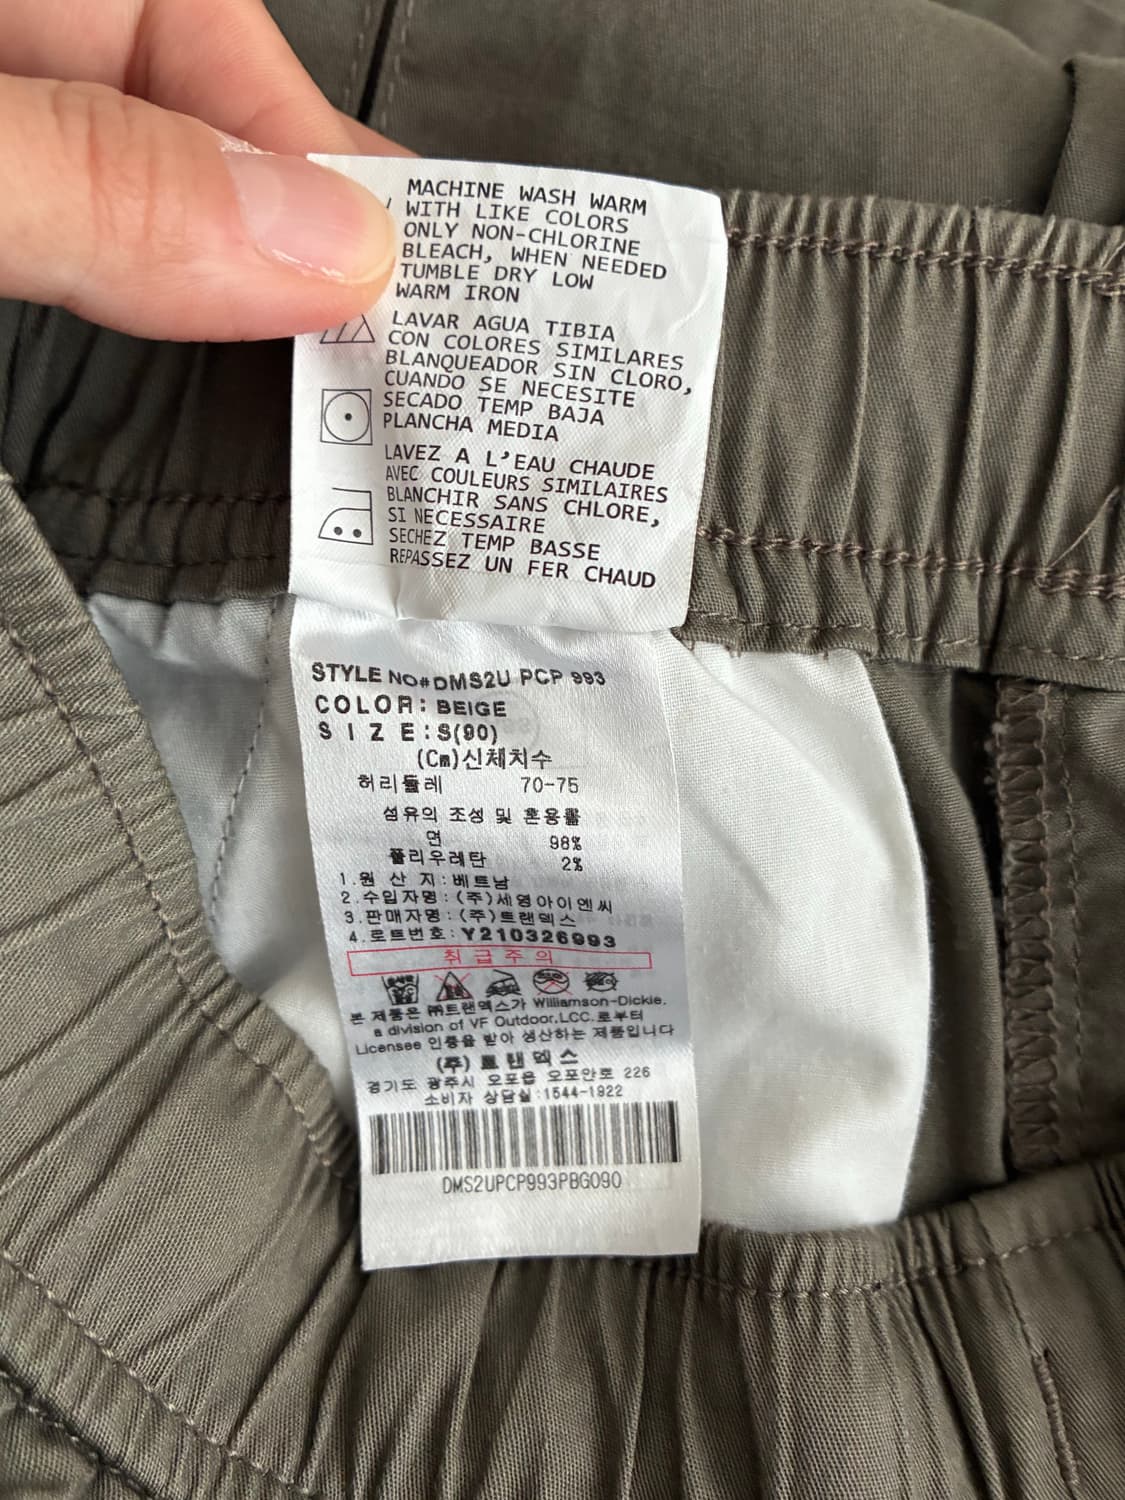 MACHINE WASH WARM
WITH LIKE COLORS
ONLY NON-CHLORINE
BLEACH, WHEN NEEDED
TUMBLE DRY LOW
WARM IRON
LAVAR AGUA TIBIA
CON COLORES SIMILARES
BLANQUEADOR SIN CLORO,
CUANDO SE NECESITE
SECADO TEMP BAJA
PLANCHA MEDIA
LAVEZ A L'EAU CHAUDE
AVEC COULEURS SIMILAIRES
BLANCHIR SANS CHLORE,
SI NECESSAIRE
SECHEZ TEMP BASSE
REPASSEZ UN FER CHAUD
STYLE NO#DMS2U PCP 993
COLOR: BEIGE
SIZE:S(90)
(Cm)신체치수
허리둘레 70-75
섬유의 조성 및 혼용률
면 98%
폴리우레탄 2%
1.원 산 지:베트남
2.수입자명:(주)세영아이엔씨
3.판매자명:(주)트랜덱스
4.로트번호:Y210326993
취급주의
본 제품은 ㈜트랜덱스가 Williamson-Dickie.
a division of VF Outdoor,LCC.로부터
Licensee 인증을 받아 생산하는 제품입니다
(주)트랜덱스
경기도 광주시 오포읍 오포안로 226
소비자 상담실:1544-1922
DMS2UPCP993PBG090